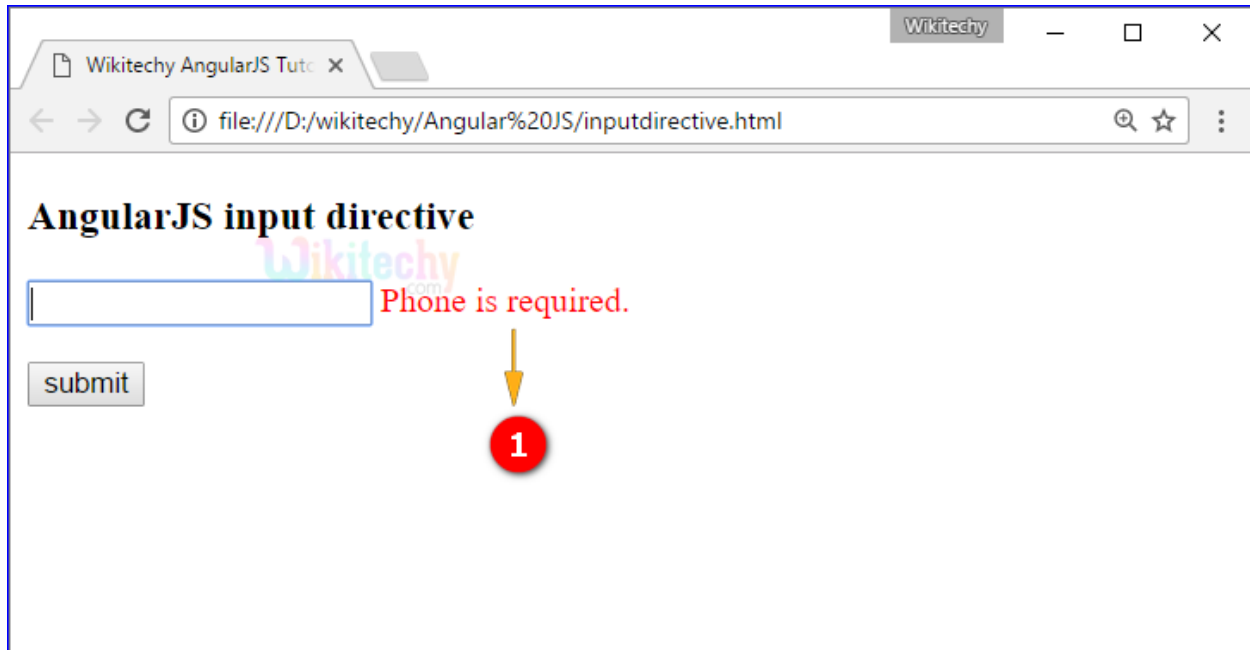 Wikitechy
Wikitechy AngularJS Tuto
file:///D:/wikitechy/Angular%20JS/inputdirective.html
AngularJS input directive
Wikitechy
.com
Phone is required.
submit
1